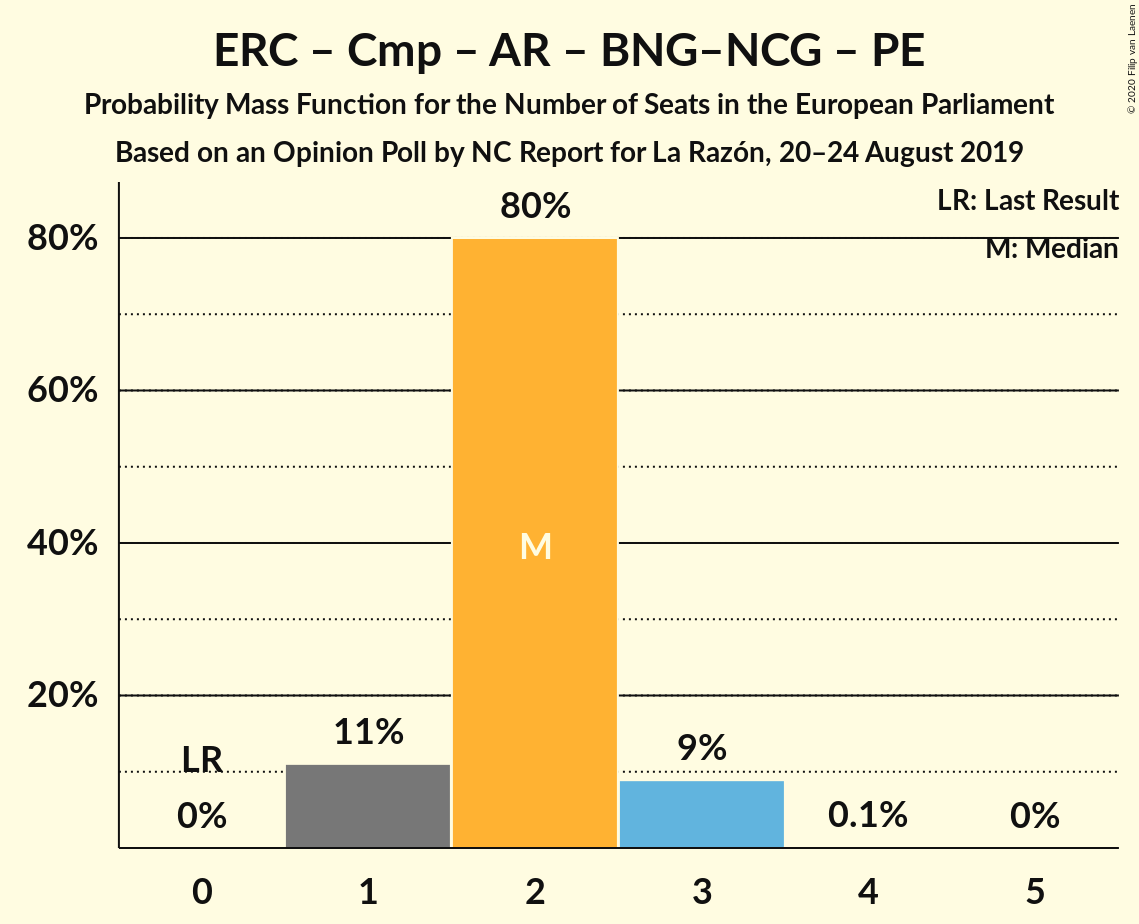 ERC – Cmp – AR – BNG–NCG – PE
Probability Mass Function for the Number of Seats in the European Parliament
Based on an Opinion Poll by NC Report for La Razón, 20–24 August 2019
© 2020 Filip van Laenen
LR: Last Result
M: Median
80%
80%
60%
40%
M
20%
LR
0%
11%
9%
0.1%
0%
0 1 2 3 4 5